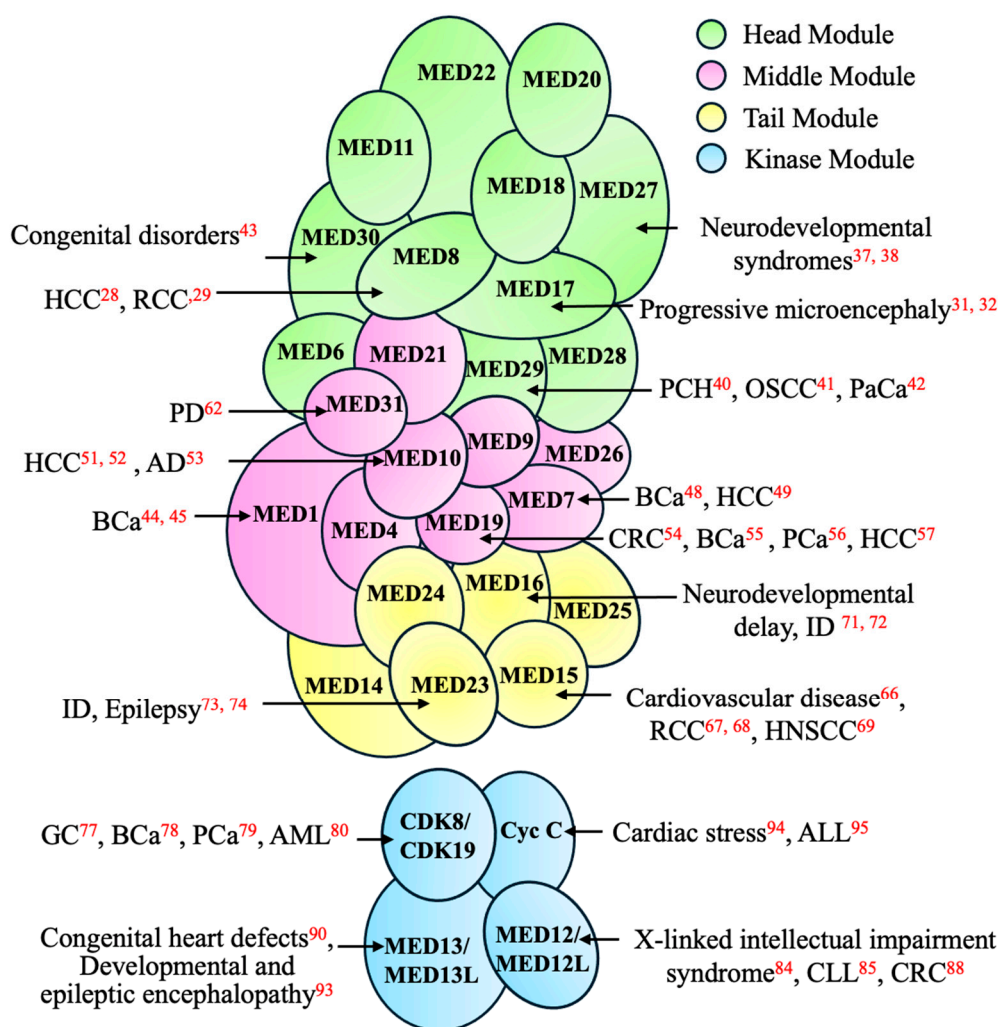 Head Module
Middle Module
Tail Module
Kinase Module
MED22
MED20
MED11
MED18
MED27
MED30
MED8
MED17
MED6
MED21
MED29
MED28
MED31
MED9
MED10
MED26
MED1
MED4
MED19
MED7
MED24
MED16
MED25
MED14
MED23
MED15
Congenital disorders43
HCC28, RCC,29
Neurodevelopmental
syndromes37, 38
Progressive microencephaly31, 32
PCH40, OSCC41, PaCa42
PD62
HCC51, 52 , AD53
BCa44, 45
BCa48, HCC49
CRC54, BCa55, PCa56, HCC57
Neurodevelopmental
delay, ID 71, 72
ID, Epilepsy73, 74
Cardiovascular disease66,
RCC67, 68, HNSCC69
GC77, BCa78, PCa79, AML80
CDK8/
CDK19
Cyc C
Cardiac stress94, ALL95
Congenital heart defects90,
Developmental and
epileptic encephalopathy93
MED13/
MED13L
MED12/
MED12L
X-linked intellectual impairment
syndrome84, CLL85, CRC88